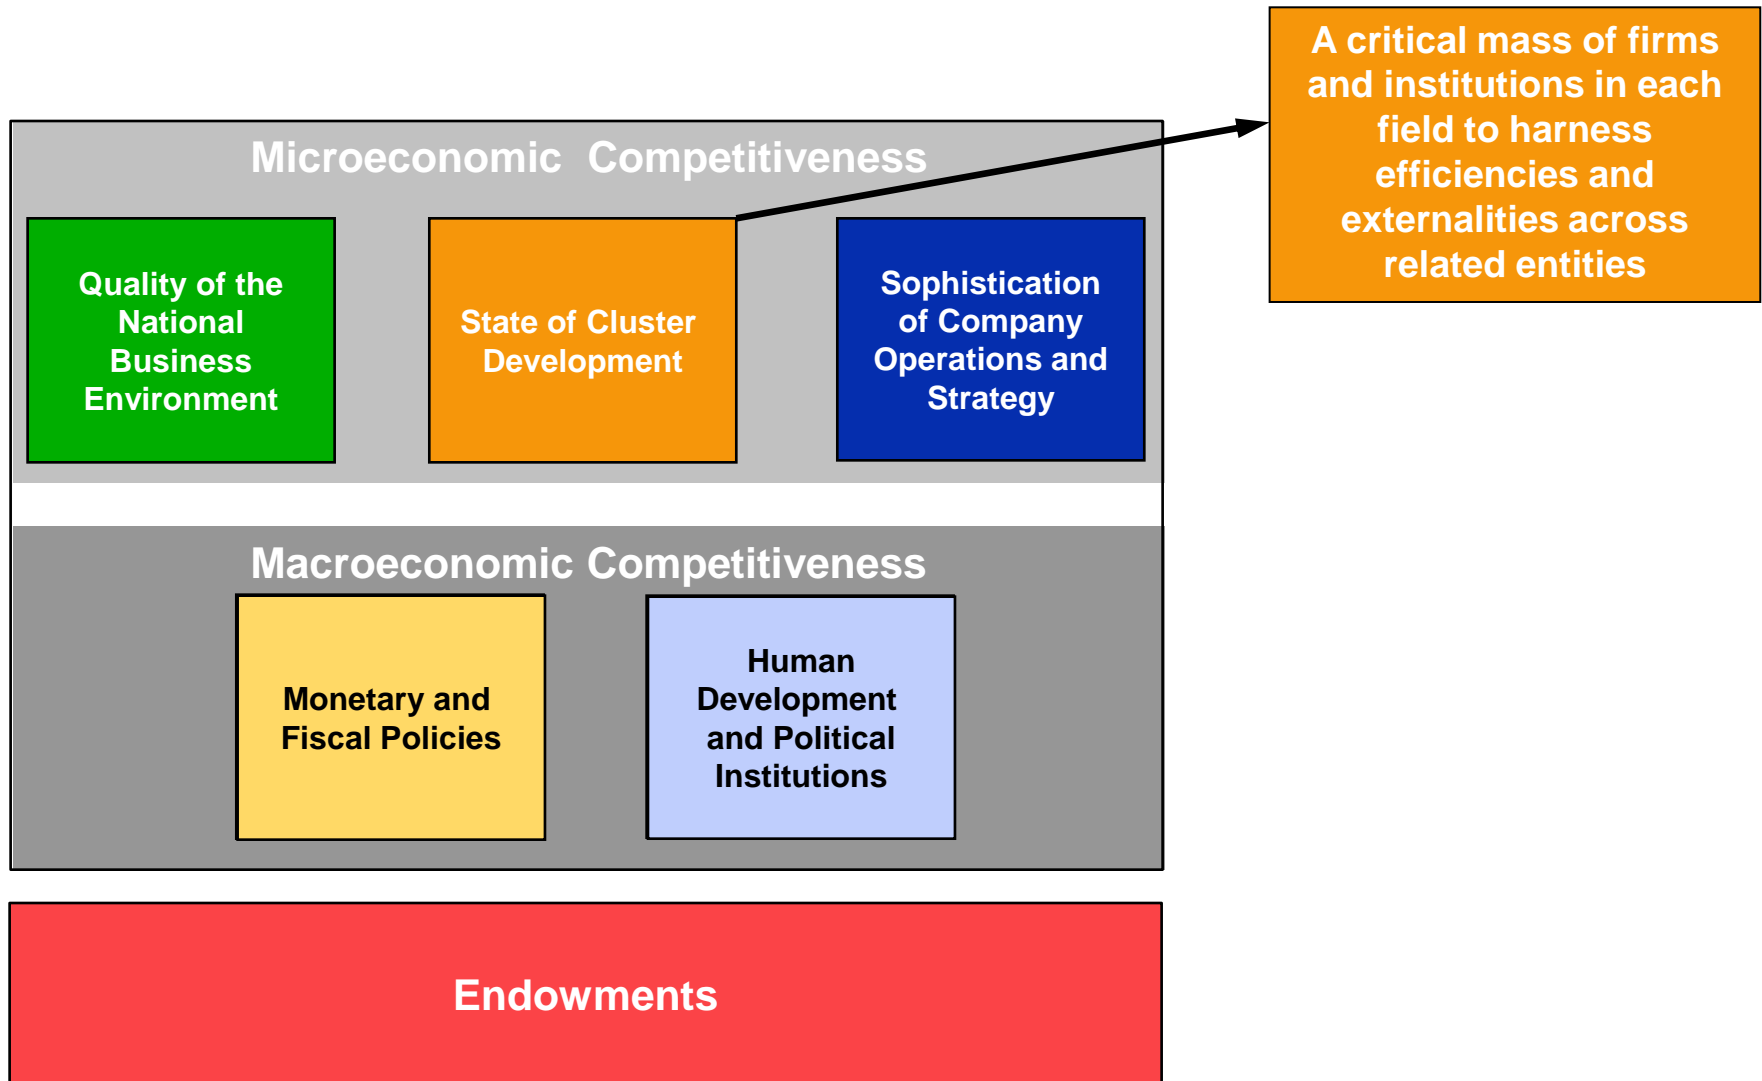 A critical mass of firms
and institutions in each
field to harness
efficiencies and
externalities across
related entities
Microeconomic Competitiveness
Quality of the
National
Business
Environment
State of Cluster
Development
Sophistication
of Company
Operations and
Strategy
Macroeconomic Competitiveness
Monetary and
Fiscal Policies
Human
Development
and Political
Institutions
Endowments